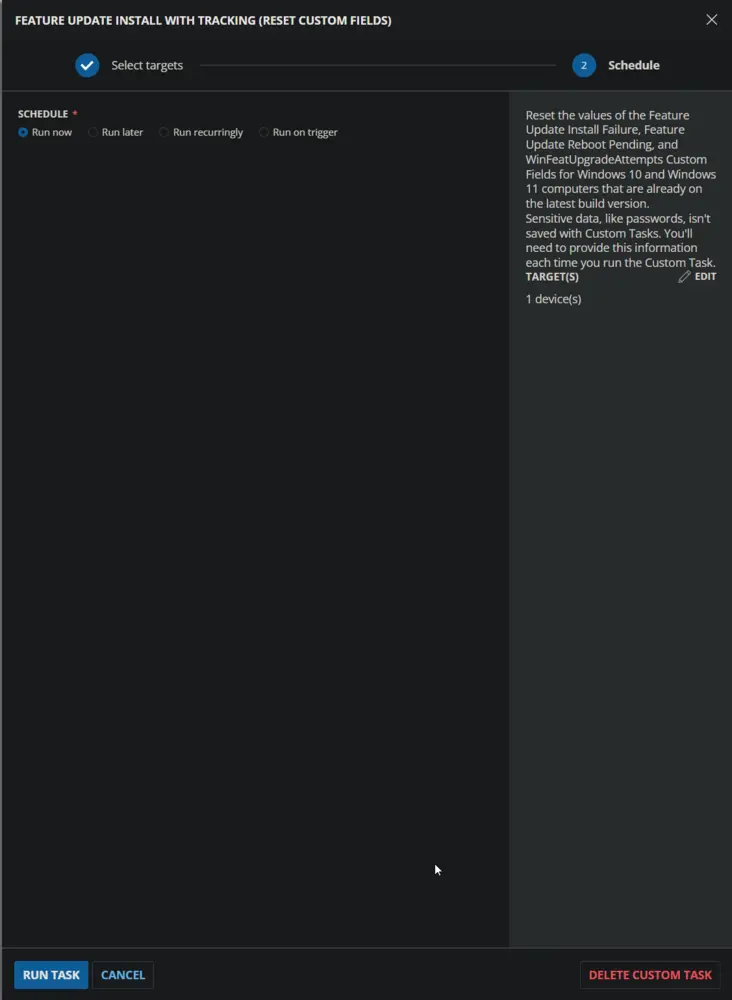 FEATURE UPDATE INSTALL WITH TRACKING (RESET CUSTOM FIELDS)
Select targets
2
Schedule
SCHEDULE *
Run now
Run later
Run recurringly
Run on trigger
Reset the values of the Feature
Update Install Failure, Feature
Update Reboot Pending, and
WinFeatUpgradeAttempts Custom
Fields for Windows 10 and Windows
11 computers that are already on
the latest build version.
Sensitive data, like passwords, isn't
saved with Custom Tasks. You'll
need to provide this information
each time you run the Custom Task.
TARGET(S)
EDIT
1 device(s)
RUN TASK
CANCEL
DELETE CUSTOM TASK